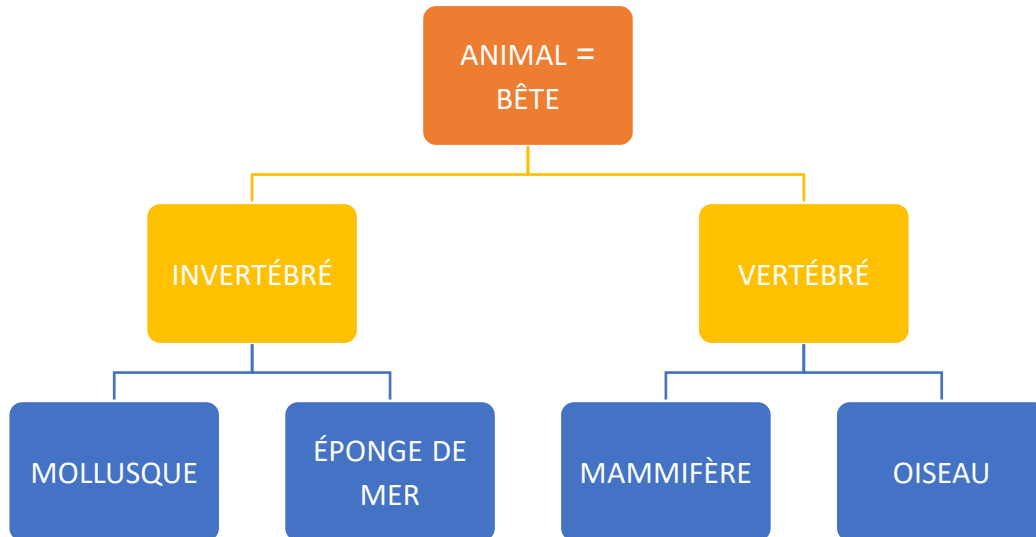 ANIMAL =
BÊTE
INVERTÉBRÉ
VERTÉBRÉ
MOLLUSQUE
ÉPONGE DE
MER
MAMMIFÈRE
OISEAU